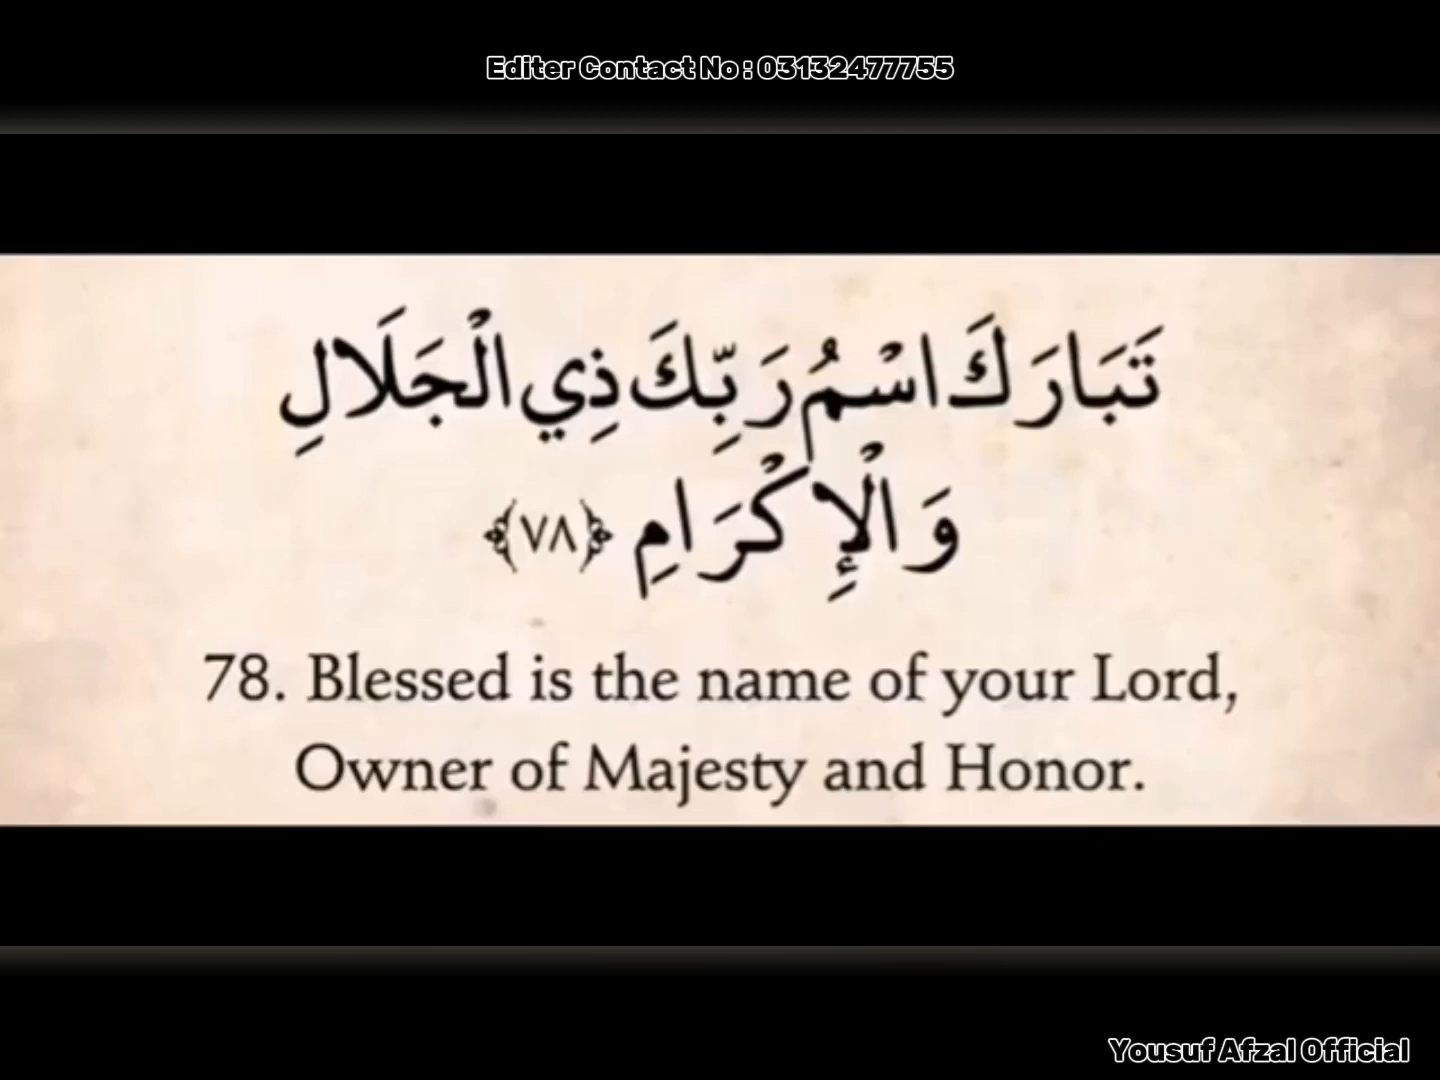 Editer Contact No : 03132477755
تَبَارَكَ اسْمُ رَبِّكَ ذِي الْجَلَالِ
وَالْإِكْرَامِ ﴿٧٨﴾
78. Blessed is the name of your Lord,
Owner of Majesty and Honor.
Yousuf Afzal Official